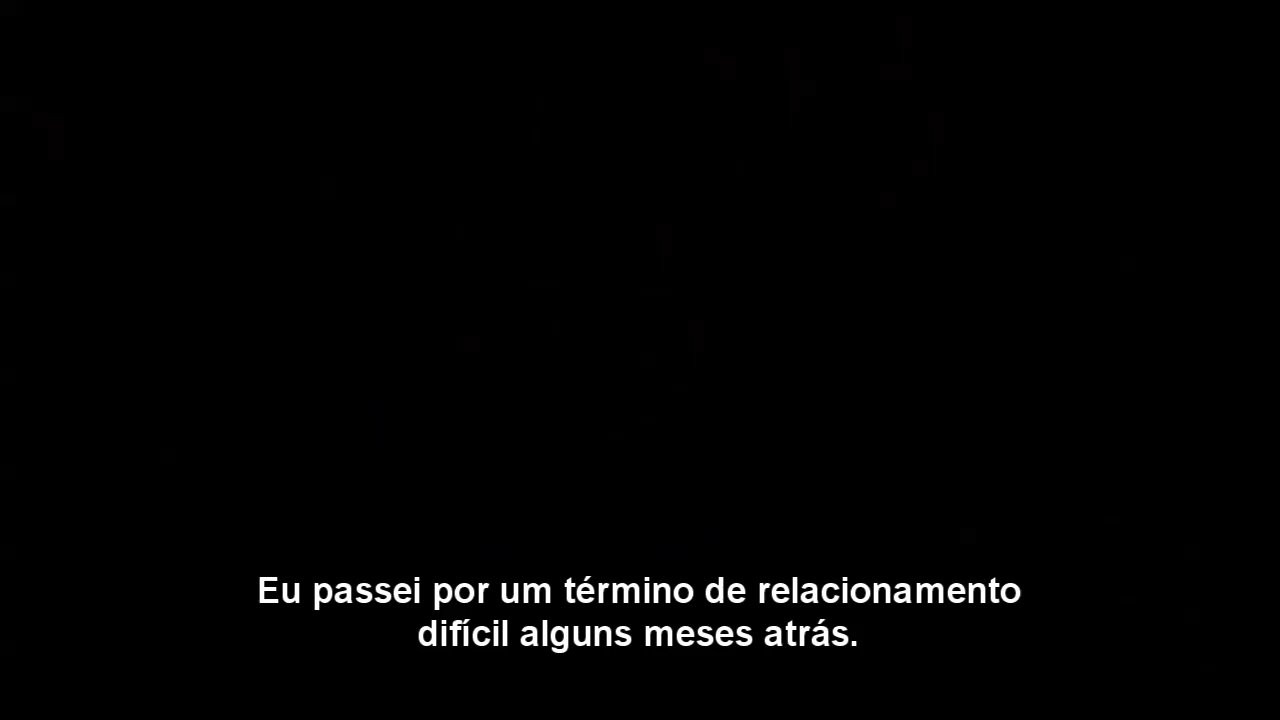 Eu passei por um término de relacionamento
difícil alguns meses atrás.